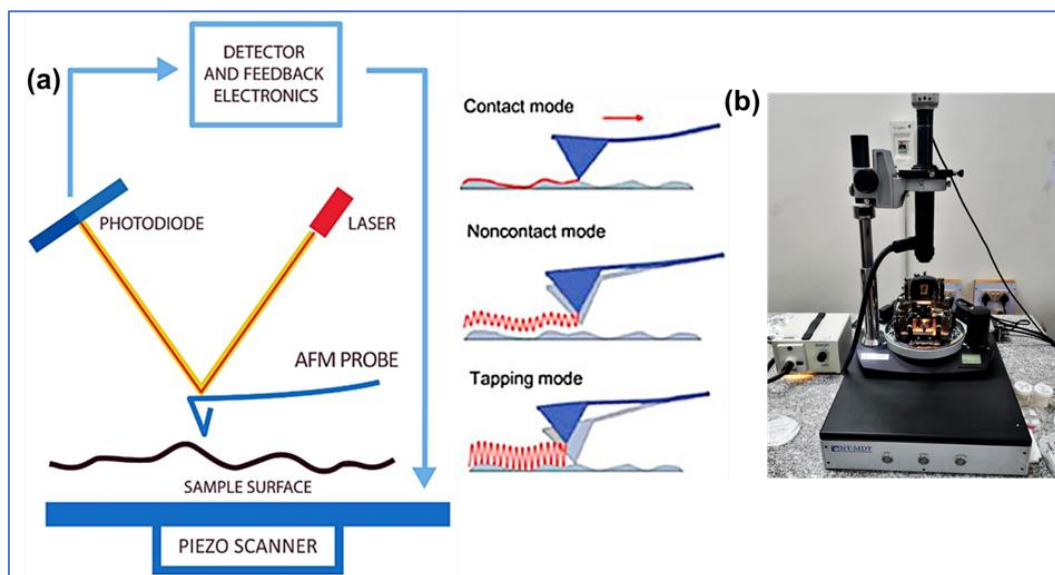 (a)
DETECTOR
AND FEEDBACK
ELECTRONICS
PHOTODIODE
LASER
AFM PROBE
SAMPLE SURFACE
PIEZO SCANNER
Contact mode
Noncontact mode
Tapping mode
(b)
NT-MDT